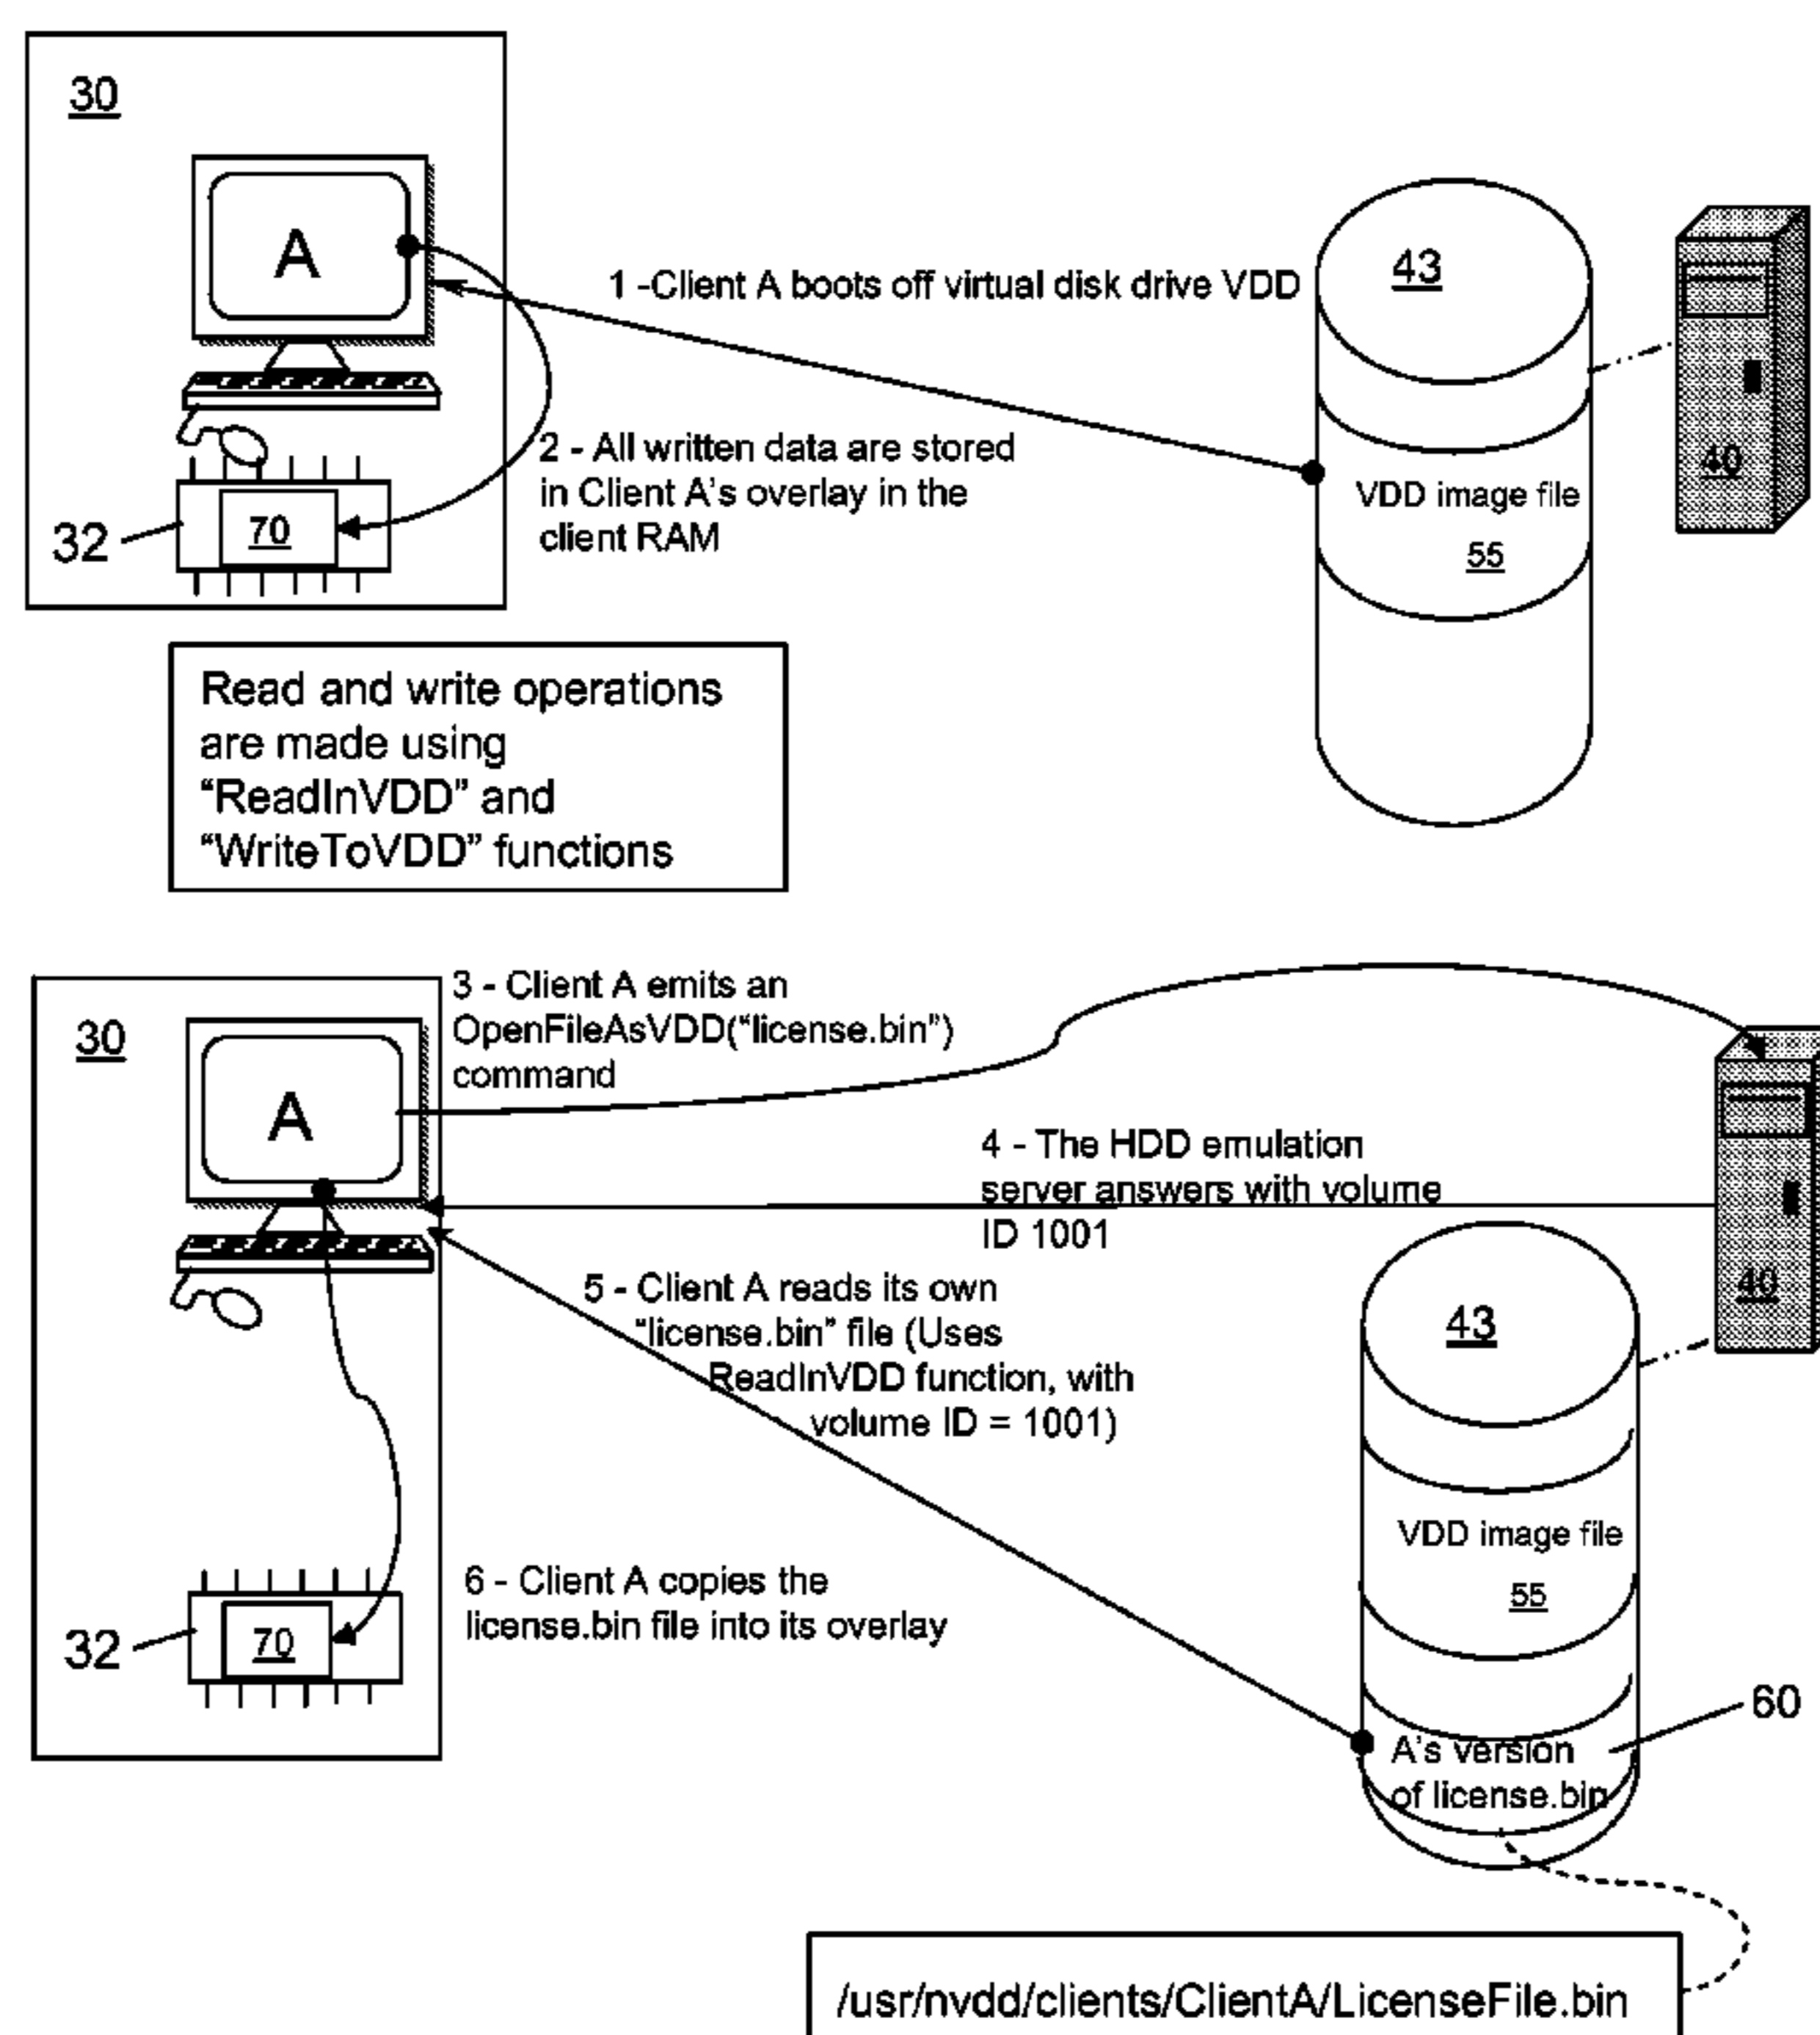 30
A
1 -Client A boots off virtual disk drive VDD
43
40
2 - All written data are stored
in Client A's overlay in the
client RAM
VDD image file
55
32
70
Read and write operations
are made using
“ReadInVDD” and
“WriteToVDD” functions
30
A
3 - Client A emits an
OpenFileAsVDD(“license.bin”)
command
4 - The HDD emulation
server answers with volume
ID 1001
40
5 - Client A reads its own
“license.bin” file (Uses
ReadInVDD function, with
volume ID = 1001)
43
VDD image file
55
6 - Client A copies the
license.bin file into its overlay
32
70
60
A's version
of license.bin
/usr/nvdd/clients/ClientA/LicenseFile.bin